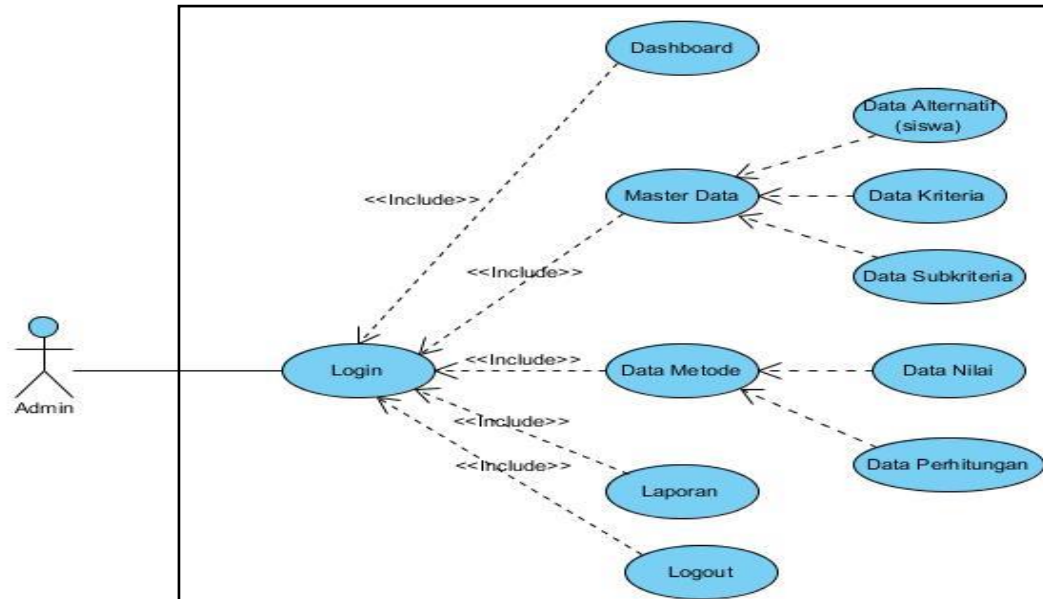 Dashboard
Data Alternatif
(siswa)
<<Include>>
Master Data
Data Kriteria
<<Include>>
Data Subkriteria
Admin
Login
<<Include>>
Data Metode
Data Nilai
<<Include>>
<<Include>>
Data Perhitungan
Laporan
Logout